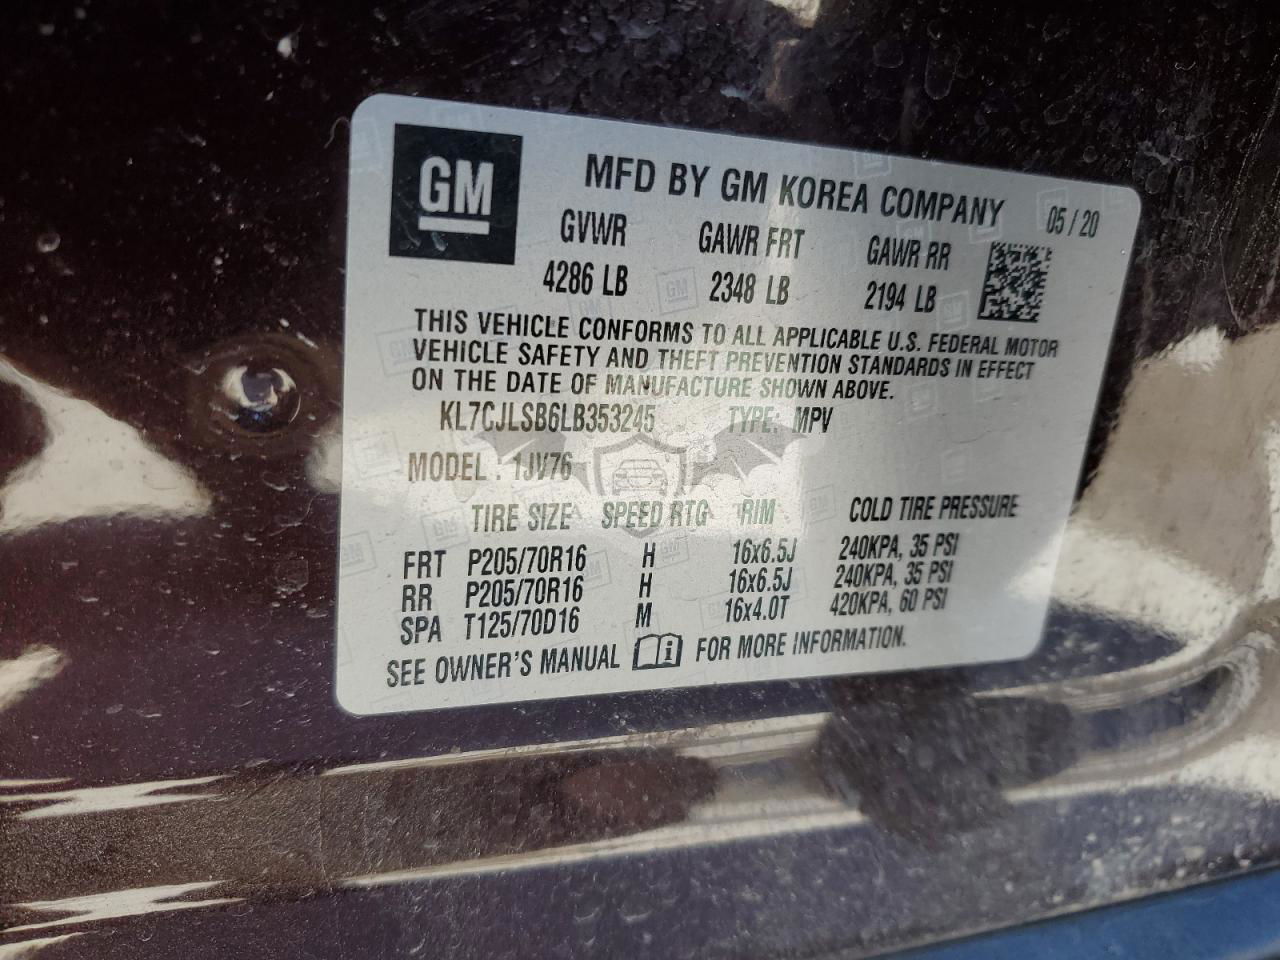 GM
MFD BY GM KOREA COMPANY 05 / 20
GVWR GAWR FRT GAWR RR
4286 LB 2348 LB 2194 LB
THIS VEHICLE CONFORMS TO ALL APPLICABLE U.S. FEDERAL MOTOR
VEHICLE SAFETY AND THEFT PREVENTION STANDARDS IN EFFECT
ON THE DATE OF MANUFACTURE SHOWN ABOVE.
KL7CJLSB6LB353245 TYPE: MPV
MODEL : 1JV76
TIRE SIZE SPEED RTG RIM COLD TIRE PRESSURE
FRT P205/70R16 H 16x6.5J 240KPA, 35 PSI
RR P205/70R16 H 16x6.5J 240KPA, 35 PSI
SPA T125/70D16 M 16x4.0T 420KPA, 60 PSI
SEE OWNER'S MANUAL i FOR MORE INFORMATION.